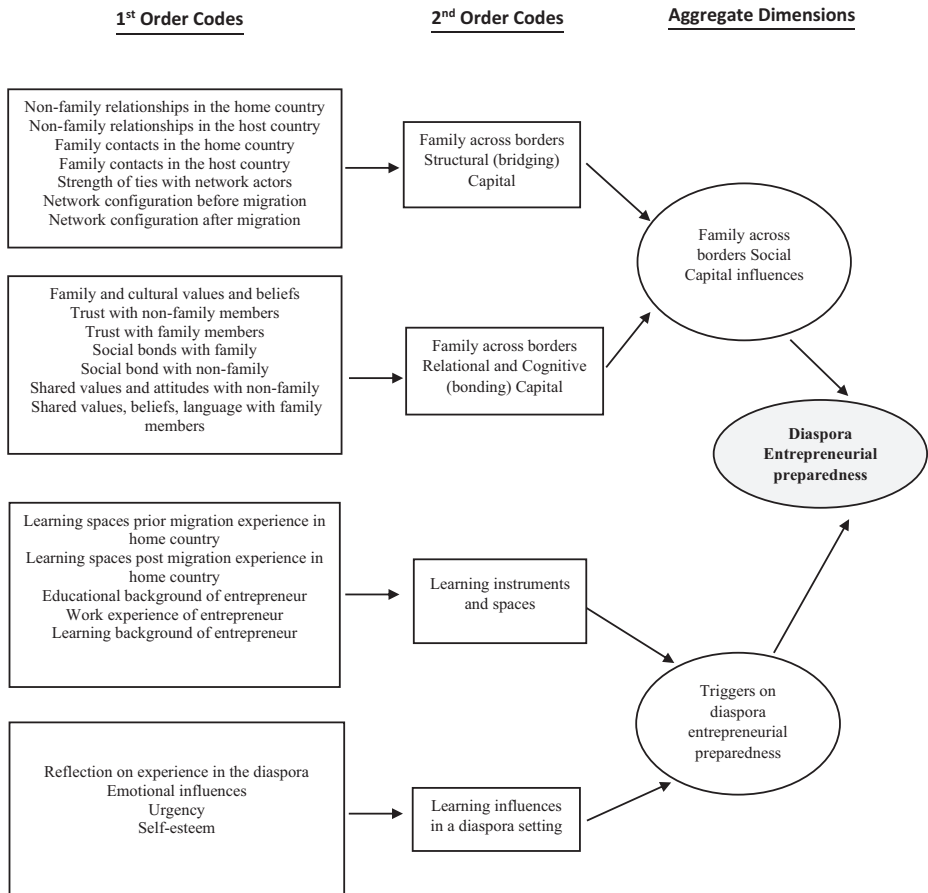 1st Order Codes
2nd Order Codes
Aggregate Dimensions
Non-family relationships in the home country
Non-family relationships in the host country
Family contacts in the home country
Family contacts in the host country
Strength of ties with network actors
Network configuration before migration
Network configuration after migration
Family across borders
Structural (bridging)
Capital
Family across
borders Social
Capital influences
Family and cultural values and beliefs
Trust with non-family members
Trust with family members
Social bonds with family
Social bond with non-family
Shared values and attitudes with non-family
Shared values, beliefs, language with family
members
Family across borders
Relational and Cognitive
(bonding) Capital
Diaspora
Entrepreneurial
preparedness
Learning spaces prior migration experience in
home country
Learning spaces post migration experience in
home country
Educational background of entrepreneur
Work experience of entrepreneur
Learning background of entrepreneur
Learning instruments
and spaces
Triggers on
diaspora
entrepreneurial
preparedness
Reflection on experience in the diaspora
Emotional influences
Urgency
Self-esteem
Learning influences
in a diaspora setting